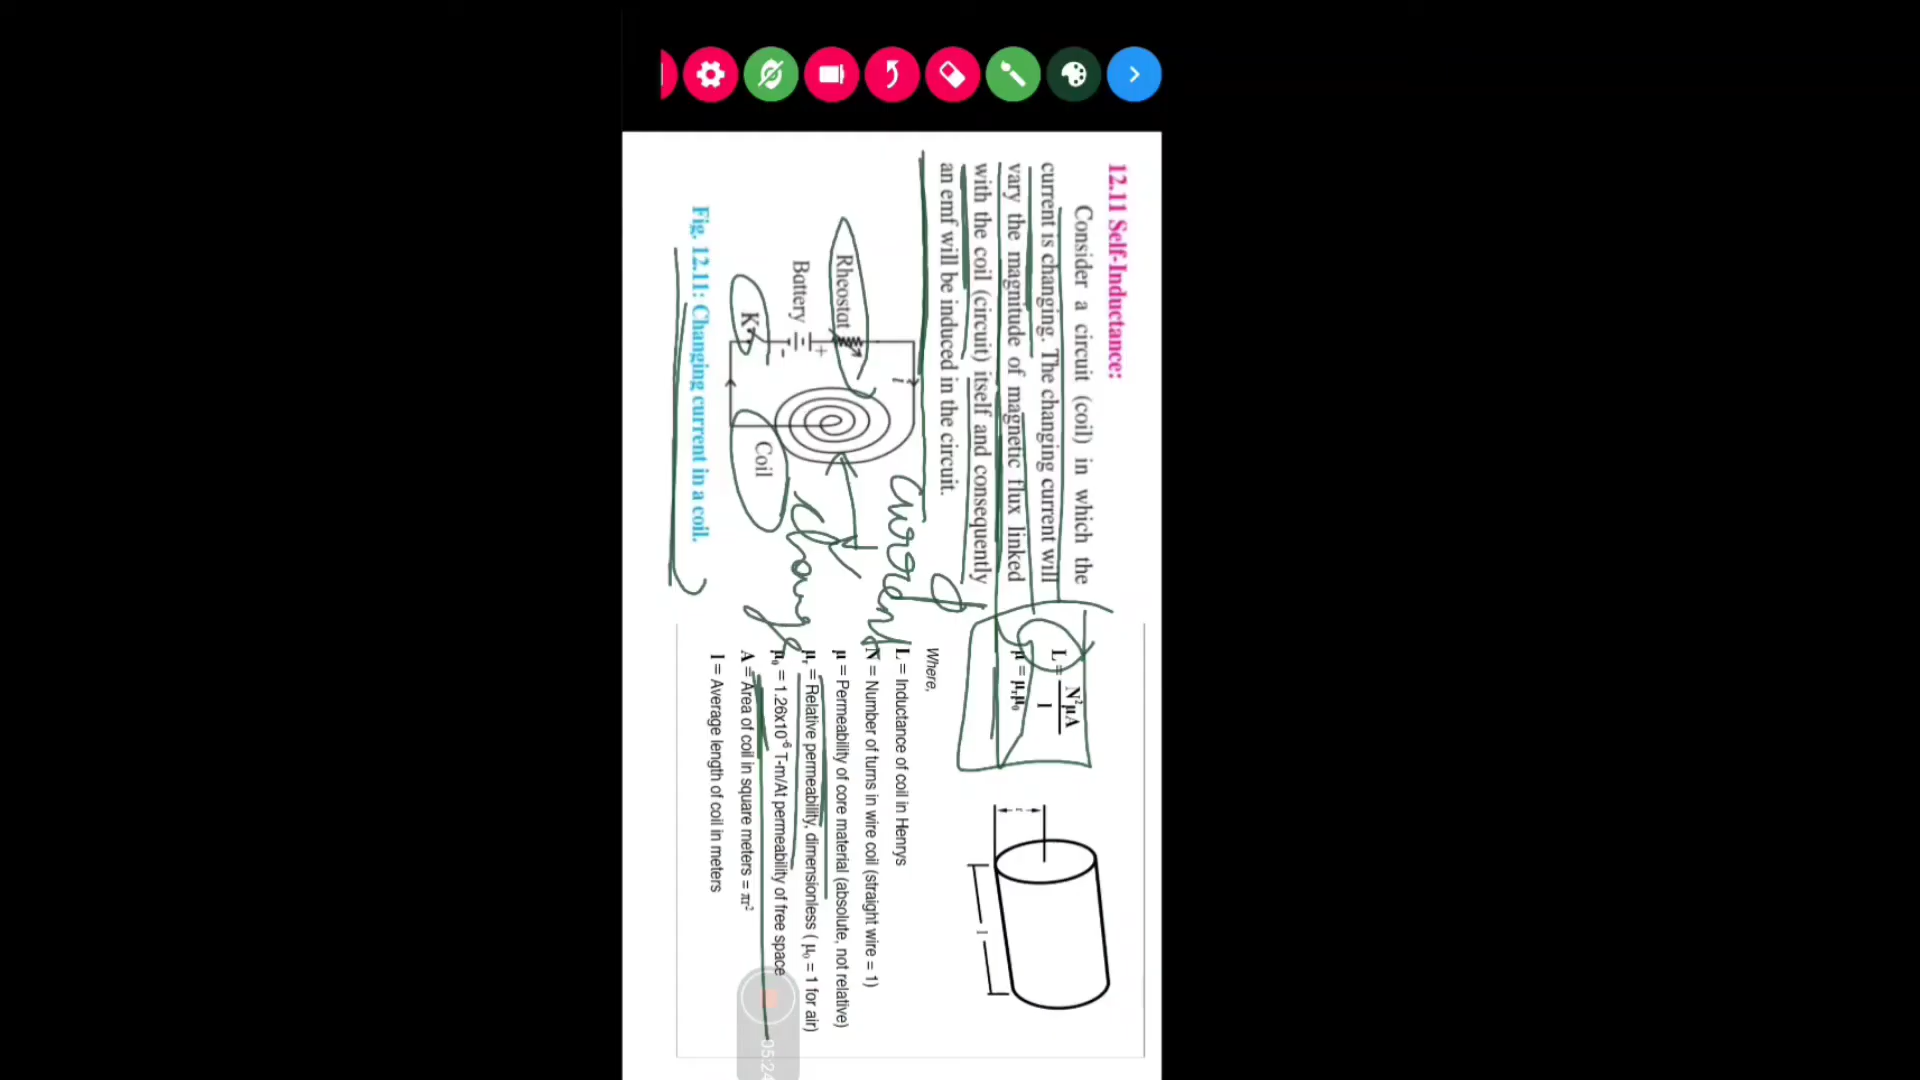 12.11 Self-Inductance:
Consider a circuit (coil) in which the
current is changing. The changing current will
vary the magnitude of magnetic flux linked
with the coil (circuit) itself and consequently
an emf will be induced in the circuit.
Rheostat
i
Battery
+
-
K
Coil
current
change
Fig. 12.11: Changing current in a coil.
L = N²μA / l
μ = μrμ0
r
l
Where,
L = Inductance of coil in Henrys
N = Number of turns in wire coil (straight wire = 1)
μ = Permeability of core material (absolute, not relative)
μr = Relative permeability, dimensionless ( μ0 = 1 for air)
μ0 = 1.26x10-6 T-m/At permeability of free space
A = Area of coil in square meters = πr²
l = Average length of coil in meters
05:24